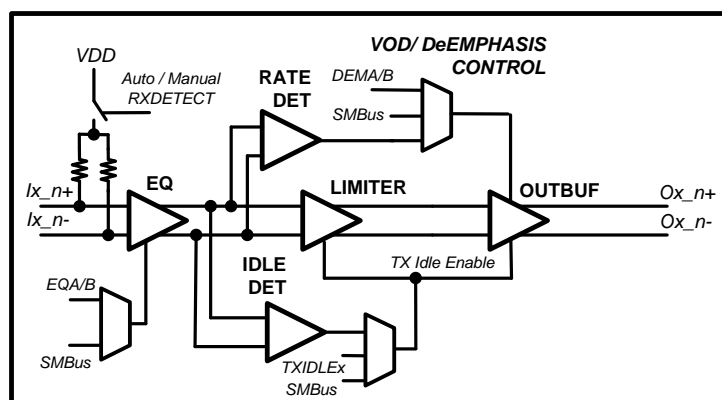 VOD/ DeEMPHASIS
CONTROL
VDD
Auto / Manual
RXDETECT
RATE
DET
DEMA/B
SMBus
Ix_n+
Ix_n-
EQ
LIMITER
OUTBUF
Ox_n+
Ox_n-
TX Idle Enable
IDLE
DET
EQA/B
SMBus
TXIDLEx
SMBus